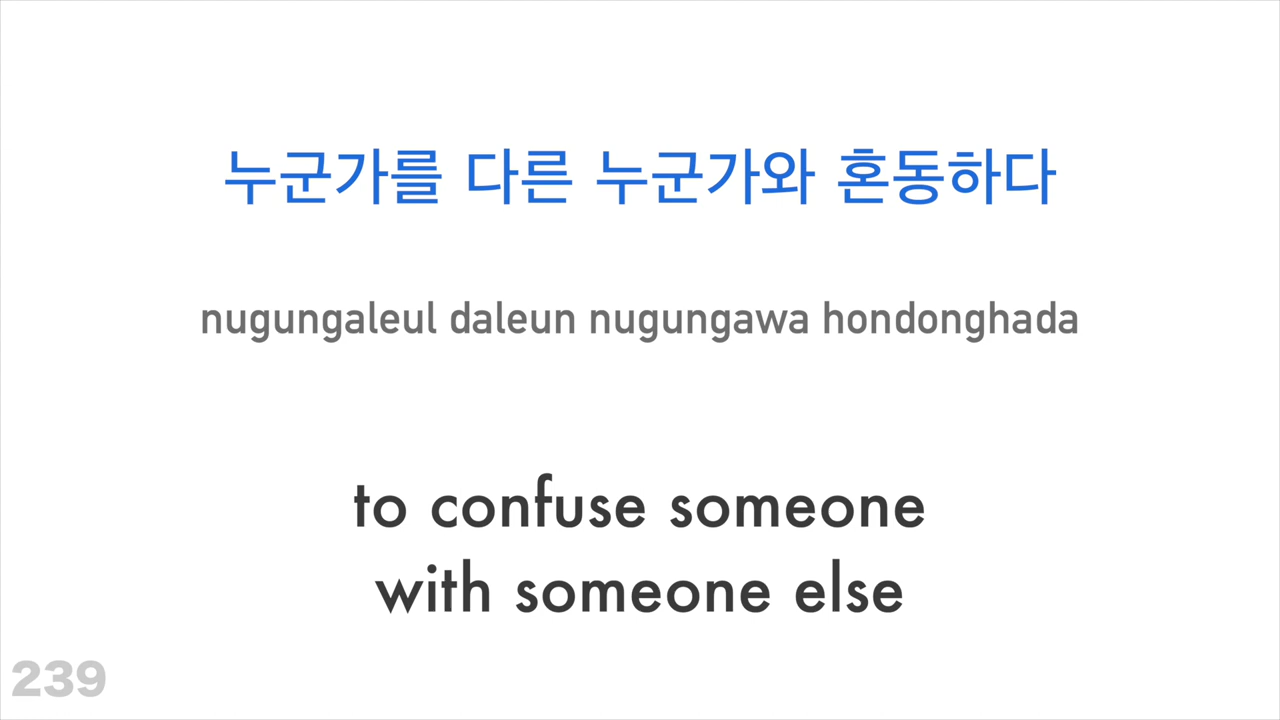 누군가를 다른 누군가와 혼동하다
nugungaleul daleun nugungawa hondonghada
to confuse someone
with someone else
239